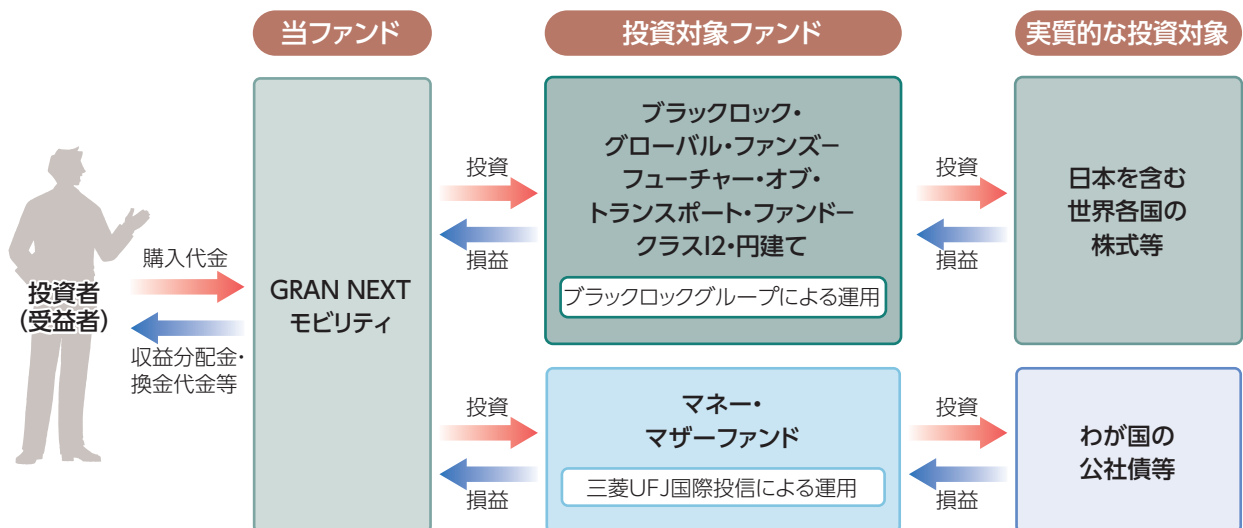 当ファンド
投資対象ファンド
実質的な投資対象
投資者
（受益者）
購入代金
収益分配金・
換金代金等
GRAN NEXT
モビリティ
投資
損益
ブラックロック・
グローバル・ファンズー
フューチャー・オブ・
トランスポート・ファンドー
クラスI2・円建て
ブラックロックグループによる運用
投資
損益
日本を含む
世界各国の
株式等
投資
損益
マネー・
マザーファンド
三菱UFJ国際投信による運用
投資
損益
わが国の
公社債等